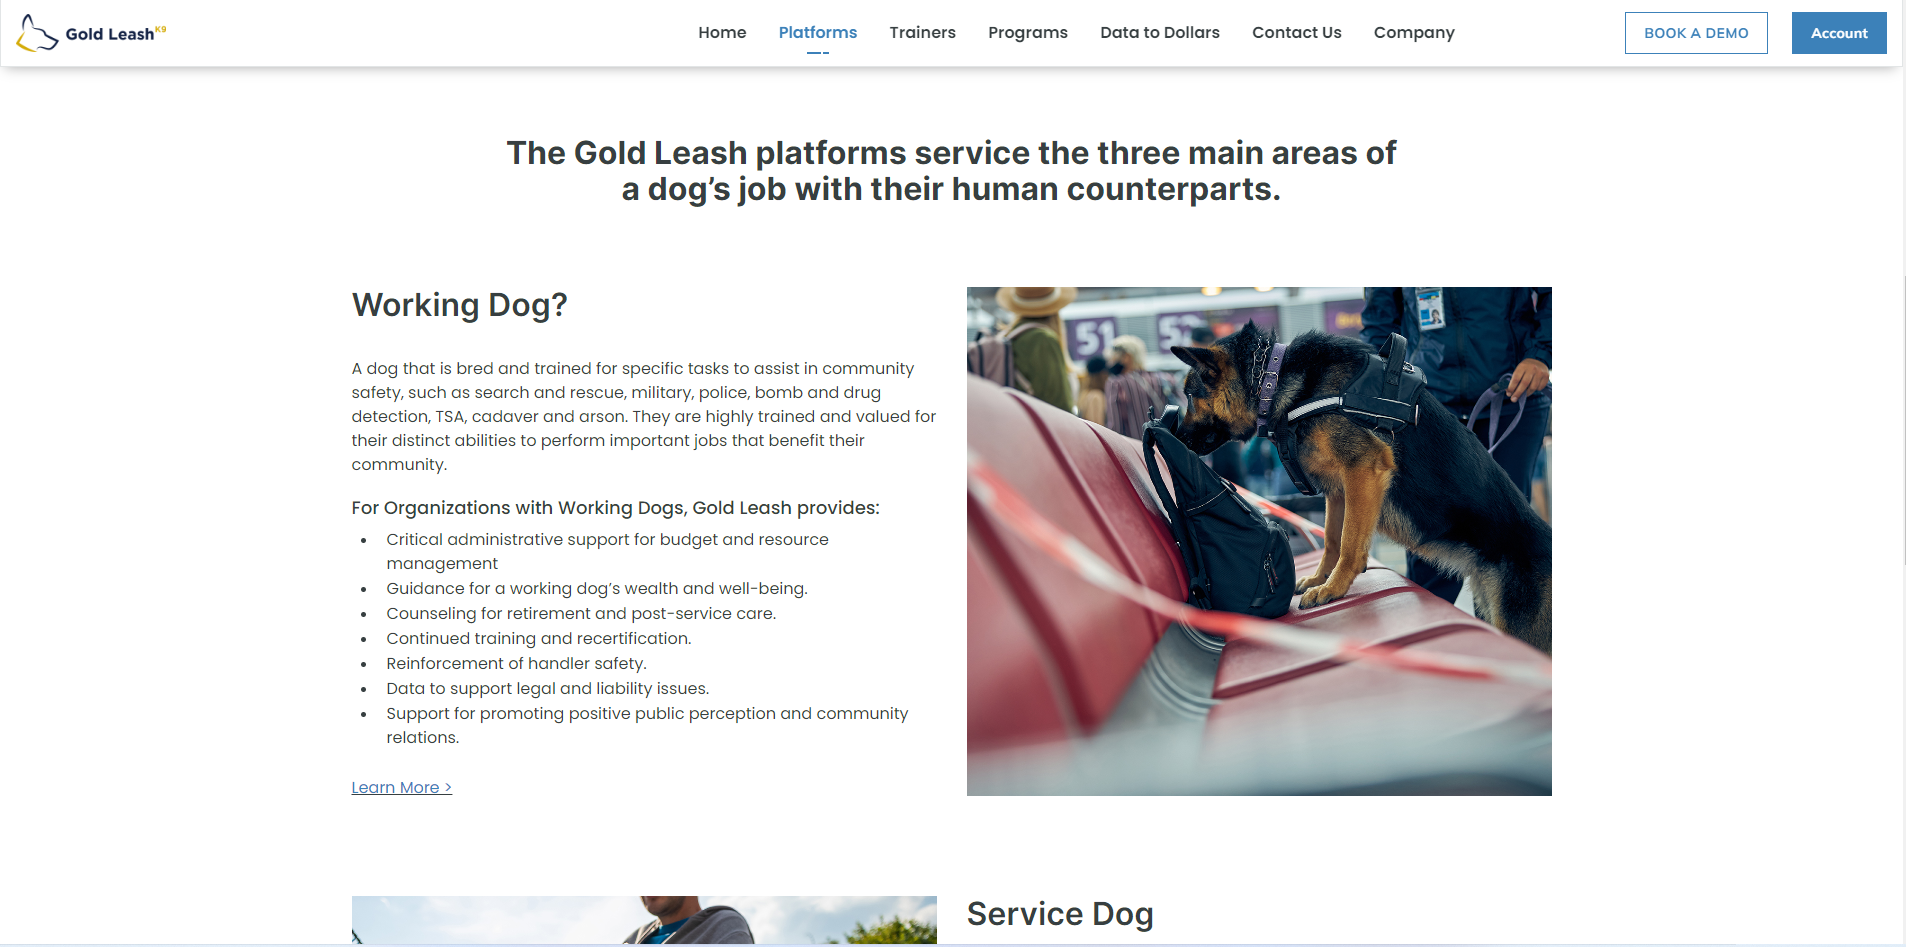 Gold Leash K9
Home
Platforms
Trainers
Programs
Data to Dollars
Contact Us
Company
BOOK A DEMO
Account
The Gold Leash platforms service the three main areas of
a dog’s job with their human counterparts.
Working Dog?
A dog that is bred and trained for specific tasks to assist in community
safety, such as search and rescue, military, police, bomb and drug
detection, TSA, cadaver and arson. They are highly trained and valued for
their distinct abilities to perform important jobs that benefit their
community.
For Organizations with Working Dogs, Gold Leash provides:
• Critical administrative support for budget and resource
management
• Guidance for a working dog’s wealth and well-being.
• Counseling for retirement and post-service care.
• Continued training and recertification.
• Reinforcement of handler safety.
• Data to support legal and liability issues.
• Support for promoting positive public perception and community
relations.
Learn More >
51
Service Dog